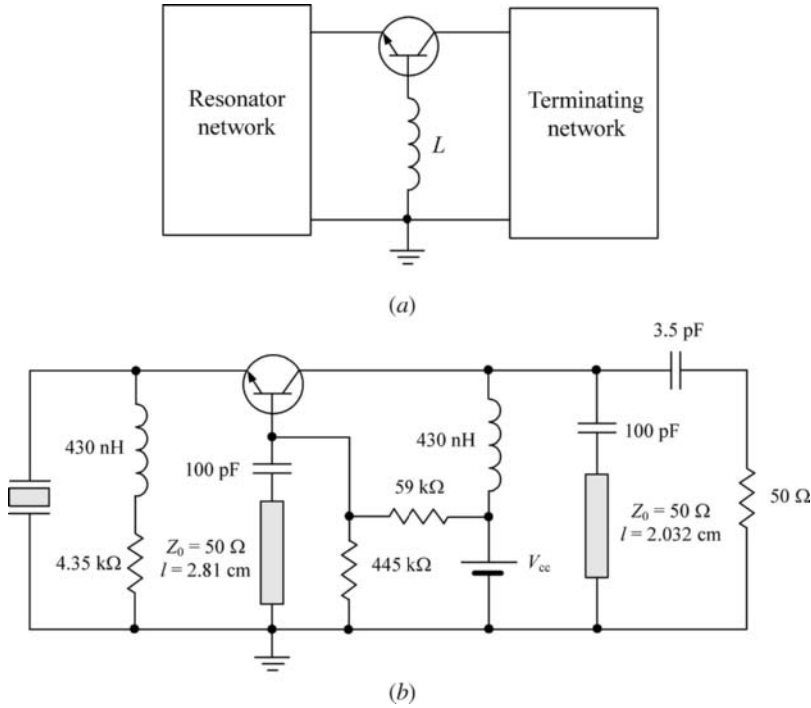 Resonator
network
L
Terminating
network
(a)
3.5 pF
430 nH
100 pF
430 nH
100 pF
59 kΩ
50 Ω
4.35 kΩ
Z0 = 50 Ω
l = 2.81 cm
445 kΩ
Vcc
Z0 = 50 Ω
l = 2.032 cm
(b)